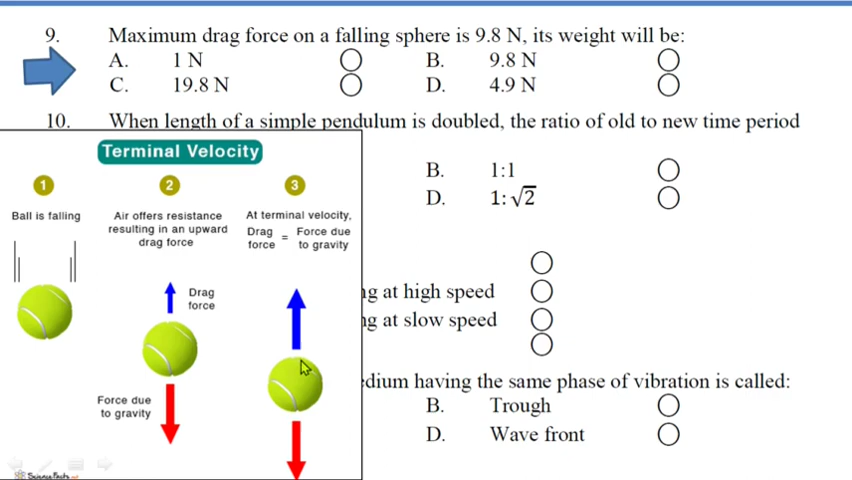 9. Maximum drag force on a falling sphere is 9.8 N, its weight will be:
A. 1 N B. 9.8 N
C. 19.8 N D. 4.9 N
10. When length of a simple pendulum is doubled, the ratio of old to new time period
B. 1:1
D. 1:√2
ng at high speed
ng at slow speed
edium having the same phase of vibration is called:
B. Trough
D. Wave front
Terminal Velocity
1
Ball is falling
2
Air offers resistance
resulting in an upward
drag force
Drag
force
Force due
to gravity
3
At terminal velocity,
Drag force = Force due to gravity
ScienceFacts.net